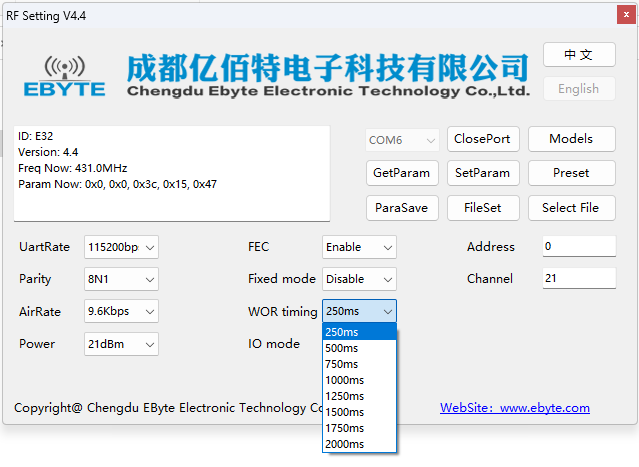 RF Setting V4.4
EBYTE
成都亿佰特电子科技有限公司
Chengdu Ebyte Electronic Technology Co.,Ltd.
中 文
English
ID: E32
Version: 4.4
Freq Now: 431.0MHz
Param Now: 0x0, 0x0, 0x3c, 0x15, 0x47
COM6
ClosePort
Models
GetParam
SetParam
Preset
ParaSave
FileSet
Select File
UartRate 115200bp
FEC Enable
Address 0
Parity 8N1
Fixed mode Disable
Channel 21
AirRate 9.6Kbps
WOR timing 250ms
Power 21dBm
IO mode
250ms
500ms
750ms
1000ms
1250ms
1500ms
1750ms
2000ms
Copyright@ Chengdu EByte Electronic Technology Co
WebSite: www.ebyte.com